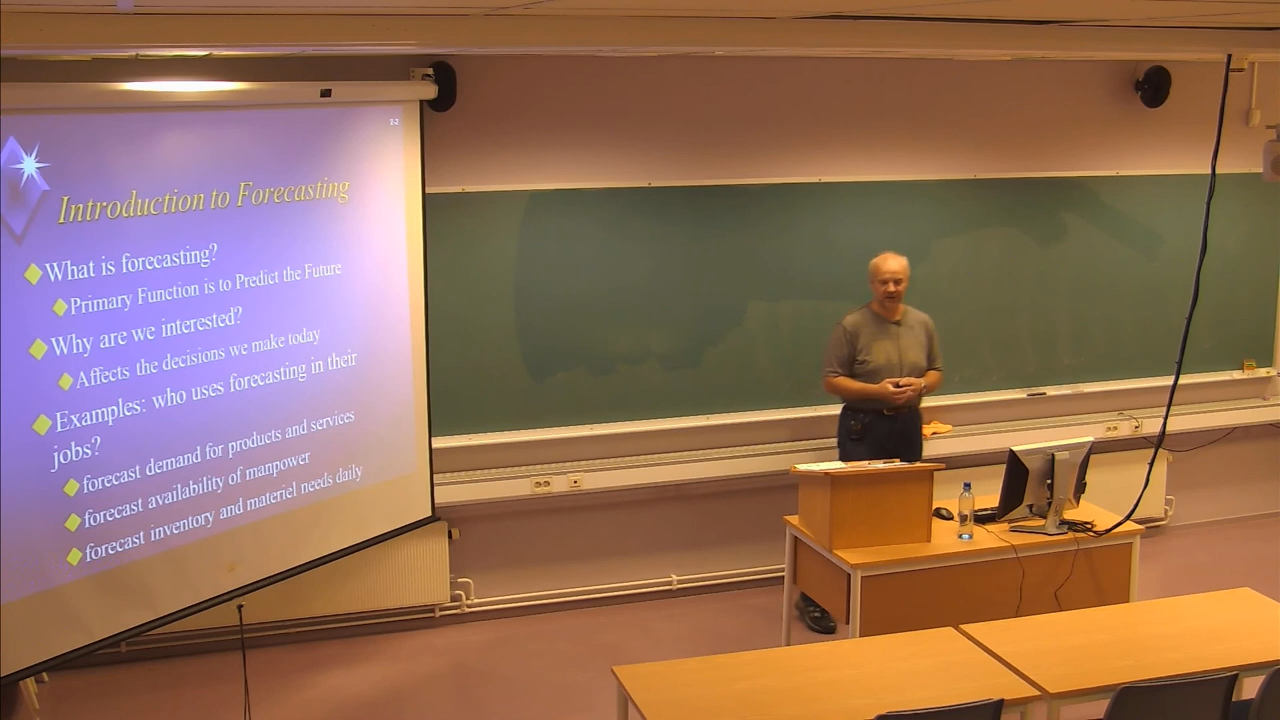 2-2
Introduction to Forecasting
What is forecasting?
Primary Function is to Predict the Future
Why are we interested?
Affects the decisions we make today
Examples: who uses forecasting in their
jobs?
forecast demand for products and services
forecast availability of manpower
forecast inventory and materiel needs daily